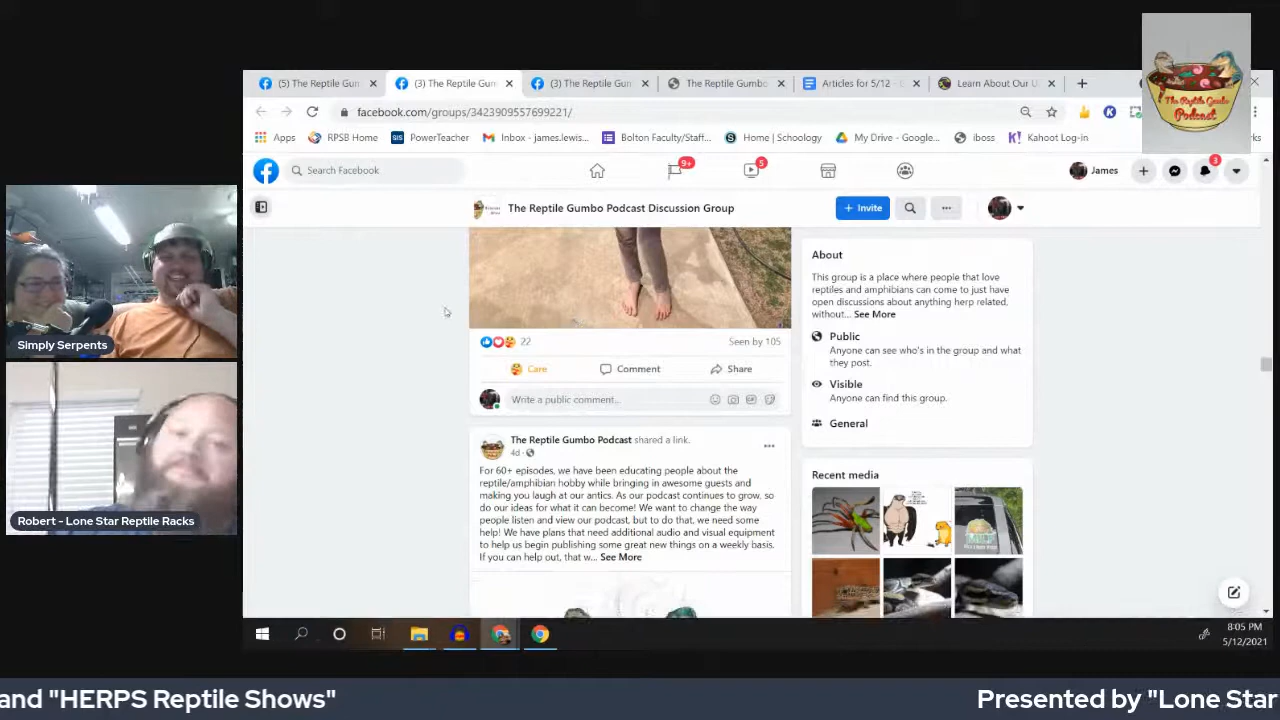 The Reptile Gumbo
Podcast
(5) The Reptile Gum
(3) The Reptile Gum
(3) The Reptile Gum
The Reptile Gumbo
Articles for 5/12 -
Learn About Our U
facebook.com/groups/3423909557699221/
Apps
RPSB Home
SIS
PowerTeacher
Inbox - james.lewis...
Bolton Faculty/Staff...
Home | Schoology
My Drive - Google...
iboss
Kahoot Log-in
Search Facebook
9+
5
James
3
The Reptile Gumbo Podcast Discussion Group
+ Invite
22
Seen by 105
Care
Comment
Share
Write a public comment...
The Reptile Gumbo Podcast shared a link.
4d
For 60+ episodes, we have been educating people about the
reptile/amphibian hobby while bringing in awesome guests and
making you laugh at our antics. As our podcast continues to grow, so
do our ideas for what it can become! We want to change the way
people listen and view our podcast, but to do that, we need some
help! We have plans that need additional audio and visual equipment
to help us begin publishing some great new things on a weekly basis.
If you can help out, that w... See More
About
This group is a place where people that love
reptiles and amphibians can come to just have
open discussions about anything herp related,
without... See More
Public
Anyone can see who's in the group and what
they post.
Visible
Anyone can find this group.
General
Recent media
Simply Serpents
Robert - Lone Star Reptile Racks
8:05 PM
5/12/2021
and "HERPS Reptile Shows"
Presented by "Lone Star